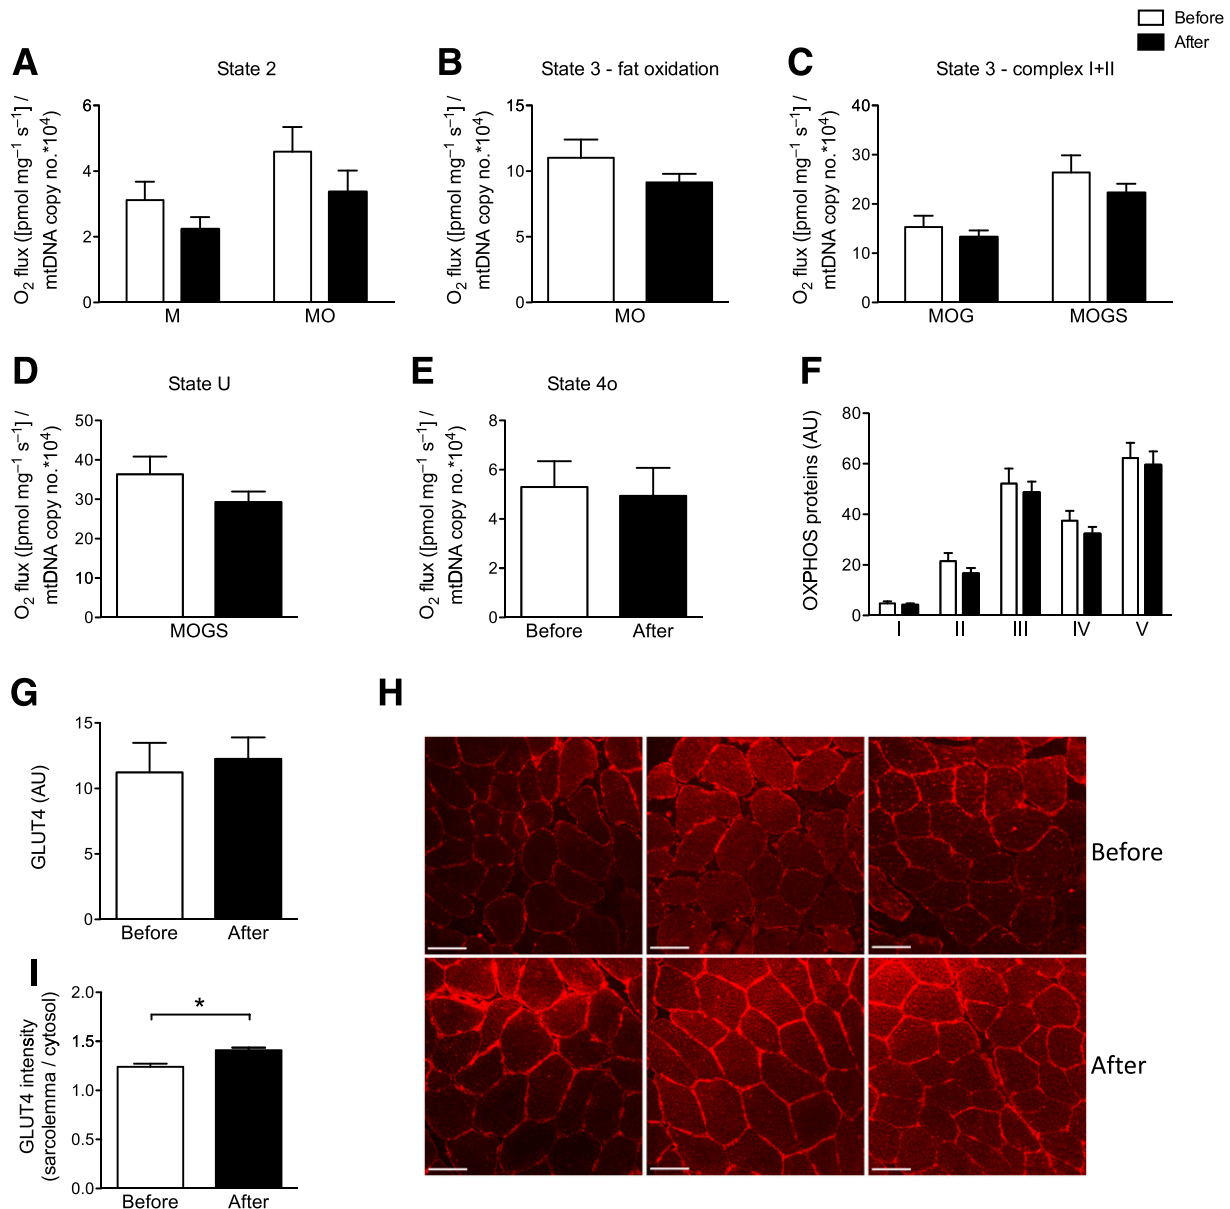 Before
After
A
State 2
O₂ flux ([pmol mg⁻¹ s⁻¹] /
mtDNA copy no.*10⁴)
6
4
2
0
M
MO
B
State 3 - fat oxidation
O₂ flux ([pmol mg⁻¹ s⁻¹] /
mtDNA copy no.*10⁴)
15
10
5
0
MO
C
State 3 - complex I+II
O₂ flux ([pmol mg⁻¹ s⁻¹] /
mtDNA copy no.*10⁴)
40
30
20
10
0
MOG
MOGS
D
State U
O₂ flux ([pmol mg⁻¹ s⁻¹] /
mtDNA copy no.*10⁴)
50
40
30
20
10
0
MOGS
E
State 4o
O₂ flux ([pmol mg⁻¹ s⁻¹] /
mtDNA copy no.*10⁴)
8
6
4
2
0
Before
After
F
OXPHOS proteins (AU)
80
60
40
20
0
I
II
III
IV
V
G
GLUT4 (AU)
15
10
5
0
Before
After
H
Before
After
I
GLUT4 intensity
(sarcolemma / cytosol)
2.0
1.5
1.0
0.5
0.0
*
Before
After